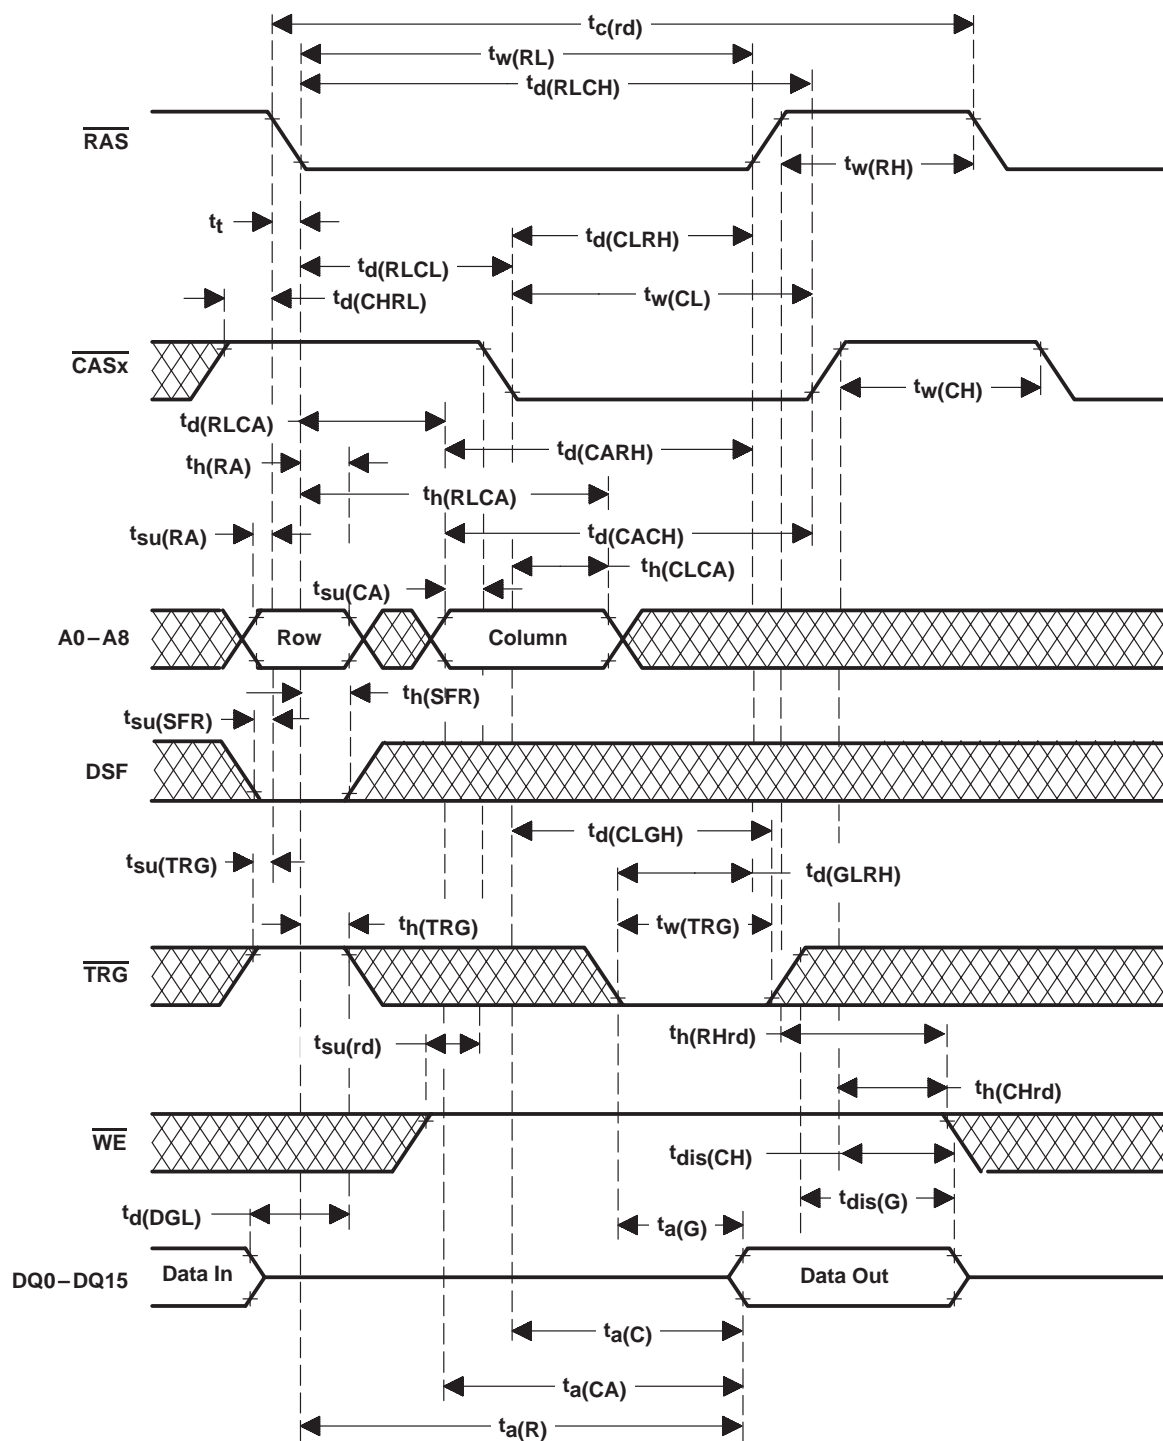 tc(rd)
tw(RL)
td(RLCH)
RAS
tw(RH)
tt
td(CLRH)
td(RLCL)
td(CHRL)
tw(CL)
CASx
tw(CH)
td(RLCA)
td(CARH)
th(RA)
th(RLCA)
tsu(RA)
td(CACH)
th(CLCA)
tsu(CA)
A0–A8
Row
Column
th(SFR)
tsu(SFR)
DSF
td(CLGH)
tsu(TRG)
td(GLRH)
th(TRG)
tw(TRG)
TRG
th(RHrd)
tsu(rd)
th(CHrd)
WE
tdis(CH)
tdis(G)
td(DGL)
ta(G)
DQ0–DQ15
Data In
Data Out
ta(C)
ta(CA)
ta(R)